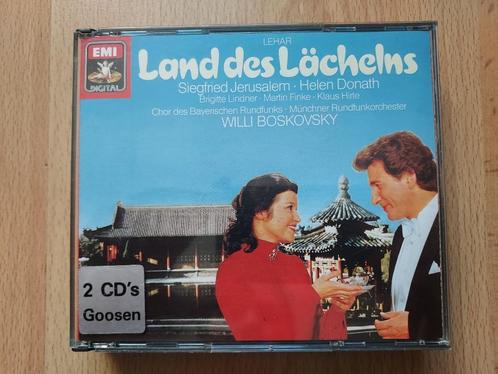 EMI
DIGITAL
LEHAR
Land des Lächelns
Siegfried Jerusalem · Helen Donath
Brigitte Lindner · Martin Finke · Klaus Hirte
Chor des Bayerischen Rundfunks · Münchner Rundfunkorchester
WILLI BOSKOVSKY
2 CD's
Goosen